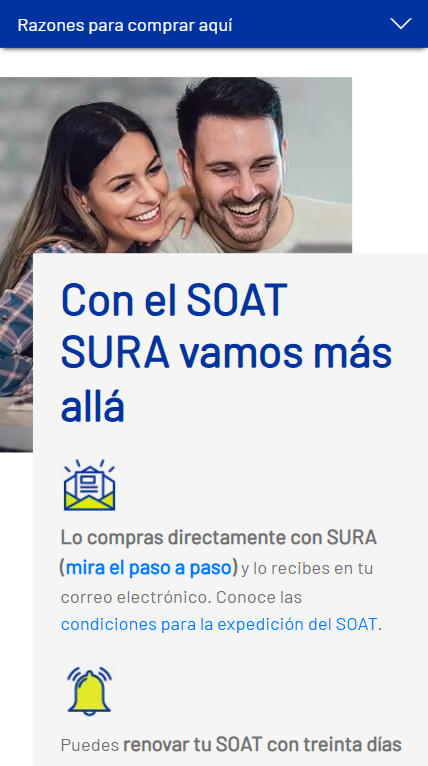 Razones para comprar aquí
Con el SOAT
SURA vamos más
allá
Lo compras directamente con SURA
(mira el paso a paso) y lo recibes en tu
correo electrónico. Conoce las
condiciones para la expedición del SOAT.
Puedes renovar tu SOAT con treinta días